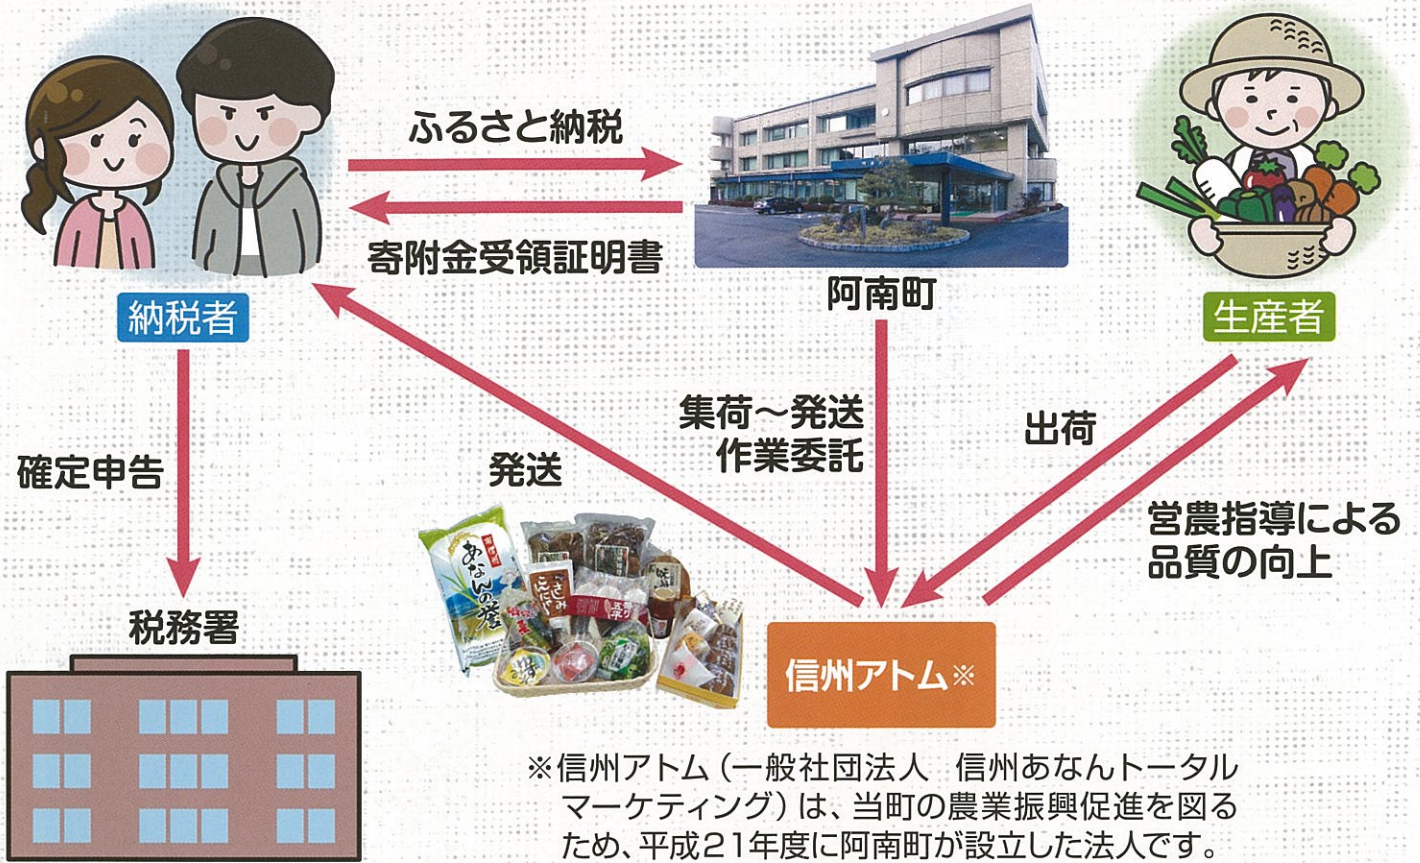 ふるさと納税
寄附金受領証明書
納税者
阿南町
生産者
確定申告
発送
集荷～発送
作業委託
出荷
営農指導による
品質の向上
税務署
あなんの誉
信州アトム※
※信州アトム（一般社団法人　信州あなんトータル
マーケティング）は、当町の農業振興促進を図る
ため、平成21年度に阿南町が設立した法人です。